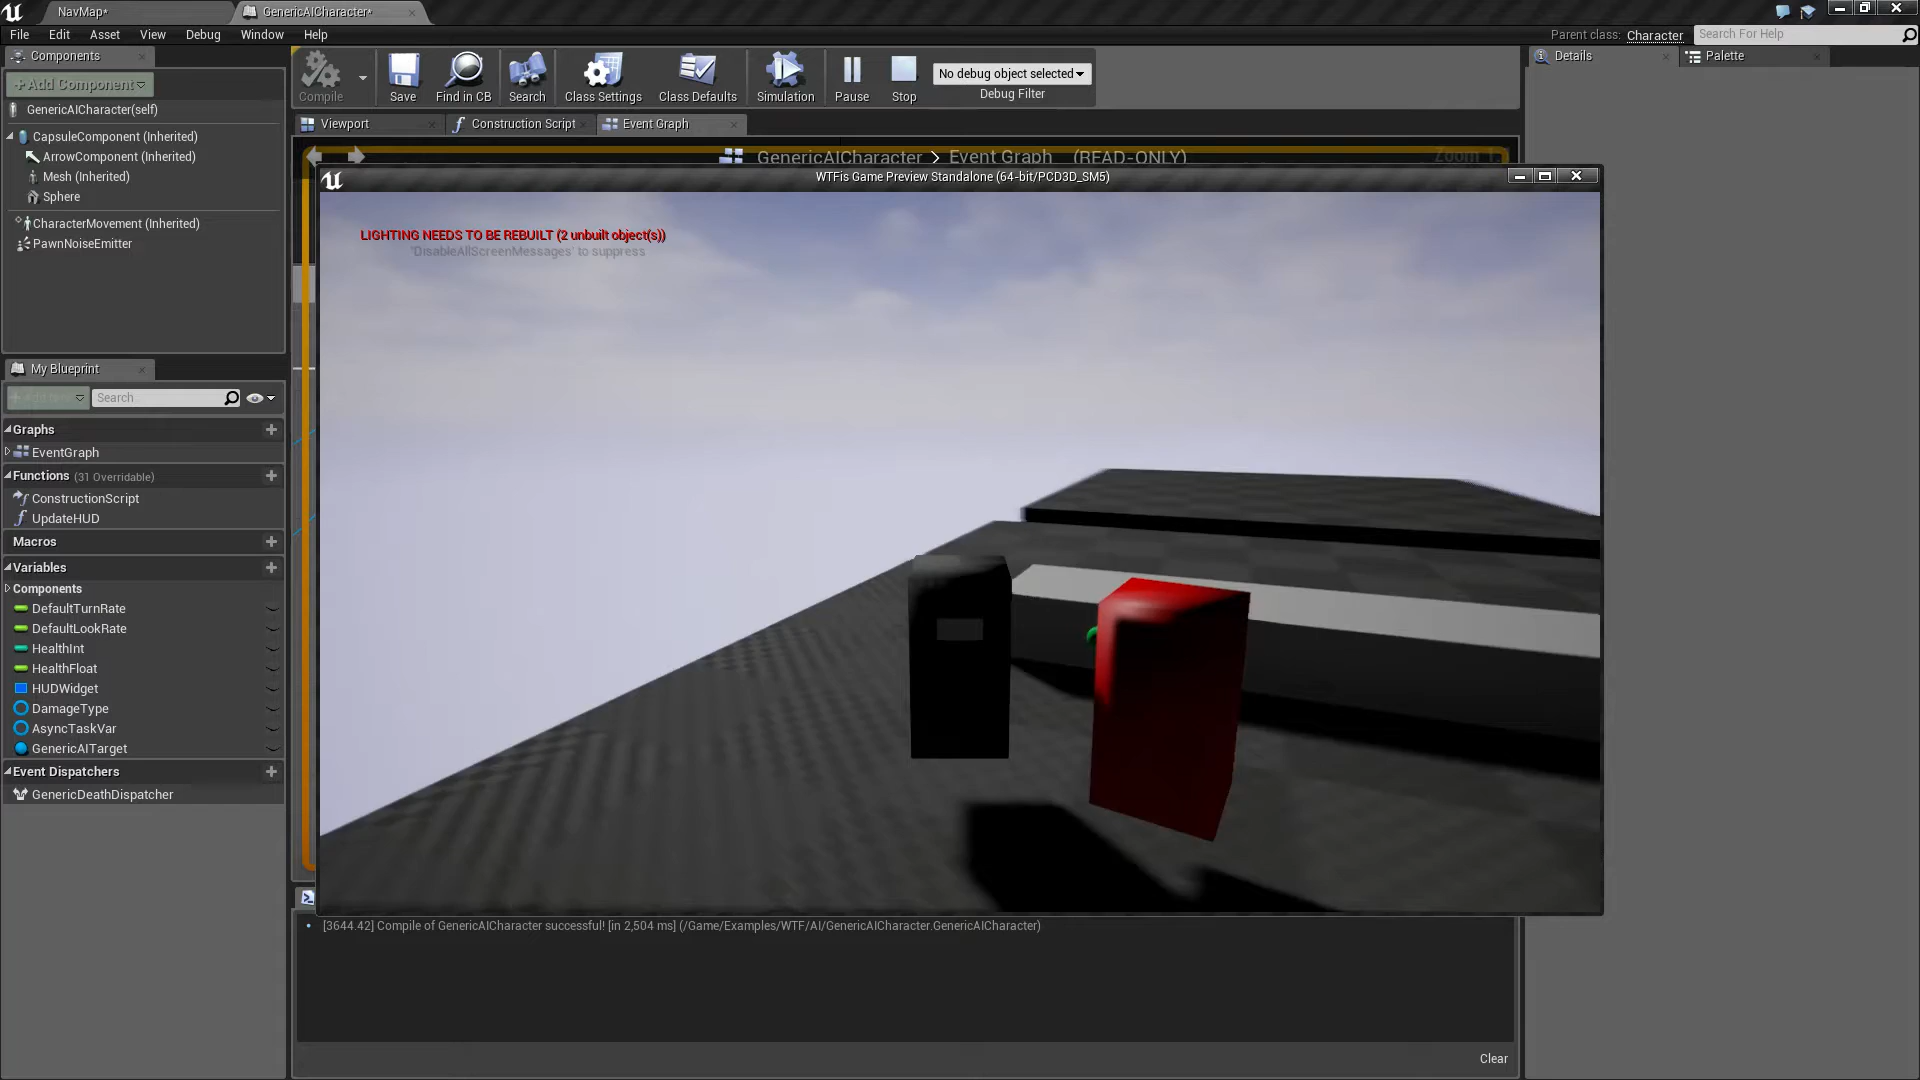 NavMap*
GenericAICharacter*
File Edit Asset View Debug Window Help
Parent class: Character
Search For Help
Components
Details
Palette
+Add Component
Compile
Save
Find in CB
Search
Class Settings
Class Defaults
Simulation
Pause
Stop
No debug object selected
Debug Filter
GenericAICharacter(self)
Viewport
Construction Script
Event Graph
CapsuleComponent (Inherited)
ArrowComponent (Inherited)
Mesh (Inherited)
Sphere
CharacterMovement (Inherited)
PawnNoiseEmitter
GenericAICharacter > Event Graph (READ-ONLY)
Zoom 1:1
WTFis Game Preview Standalone (64-bit/PCD3D_SM5)
LIGHTING NEEDS TO BE REBUILT (2 unbuilt object(s))
'DisableAllScreenMessages' to suppress
My Blueprint
Search
Graphs
EventGraph
Functions (31 Overridable)
ConstructionScript
UpdateHUD
Macros
Variables
Components
DefaultTurnRate
DefaultLookRate
HealthInt
HealthFloat
HUDWidget
DamageType
AsyncTaskVar
GenericAITarget
Event Dispatchers
GenericDeathDispatcher
[3644.42] Compile of GenericAICharacter successful! [in 2,504 ms] (/Game/Examples/WTF/AI/GenericAICharacter.GenericAICharacter)
Clear